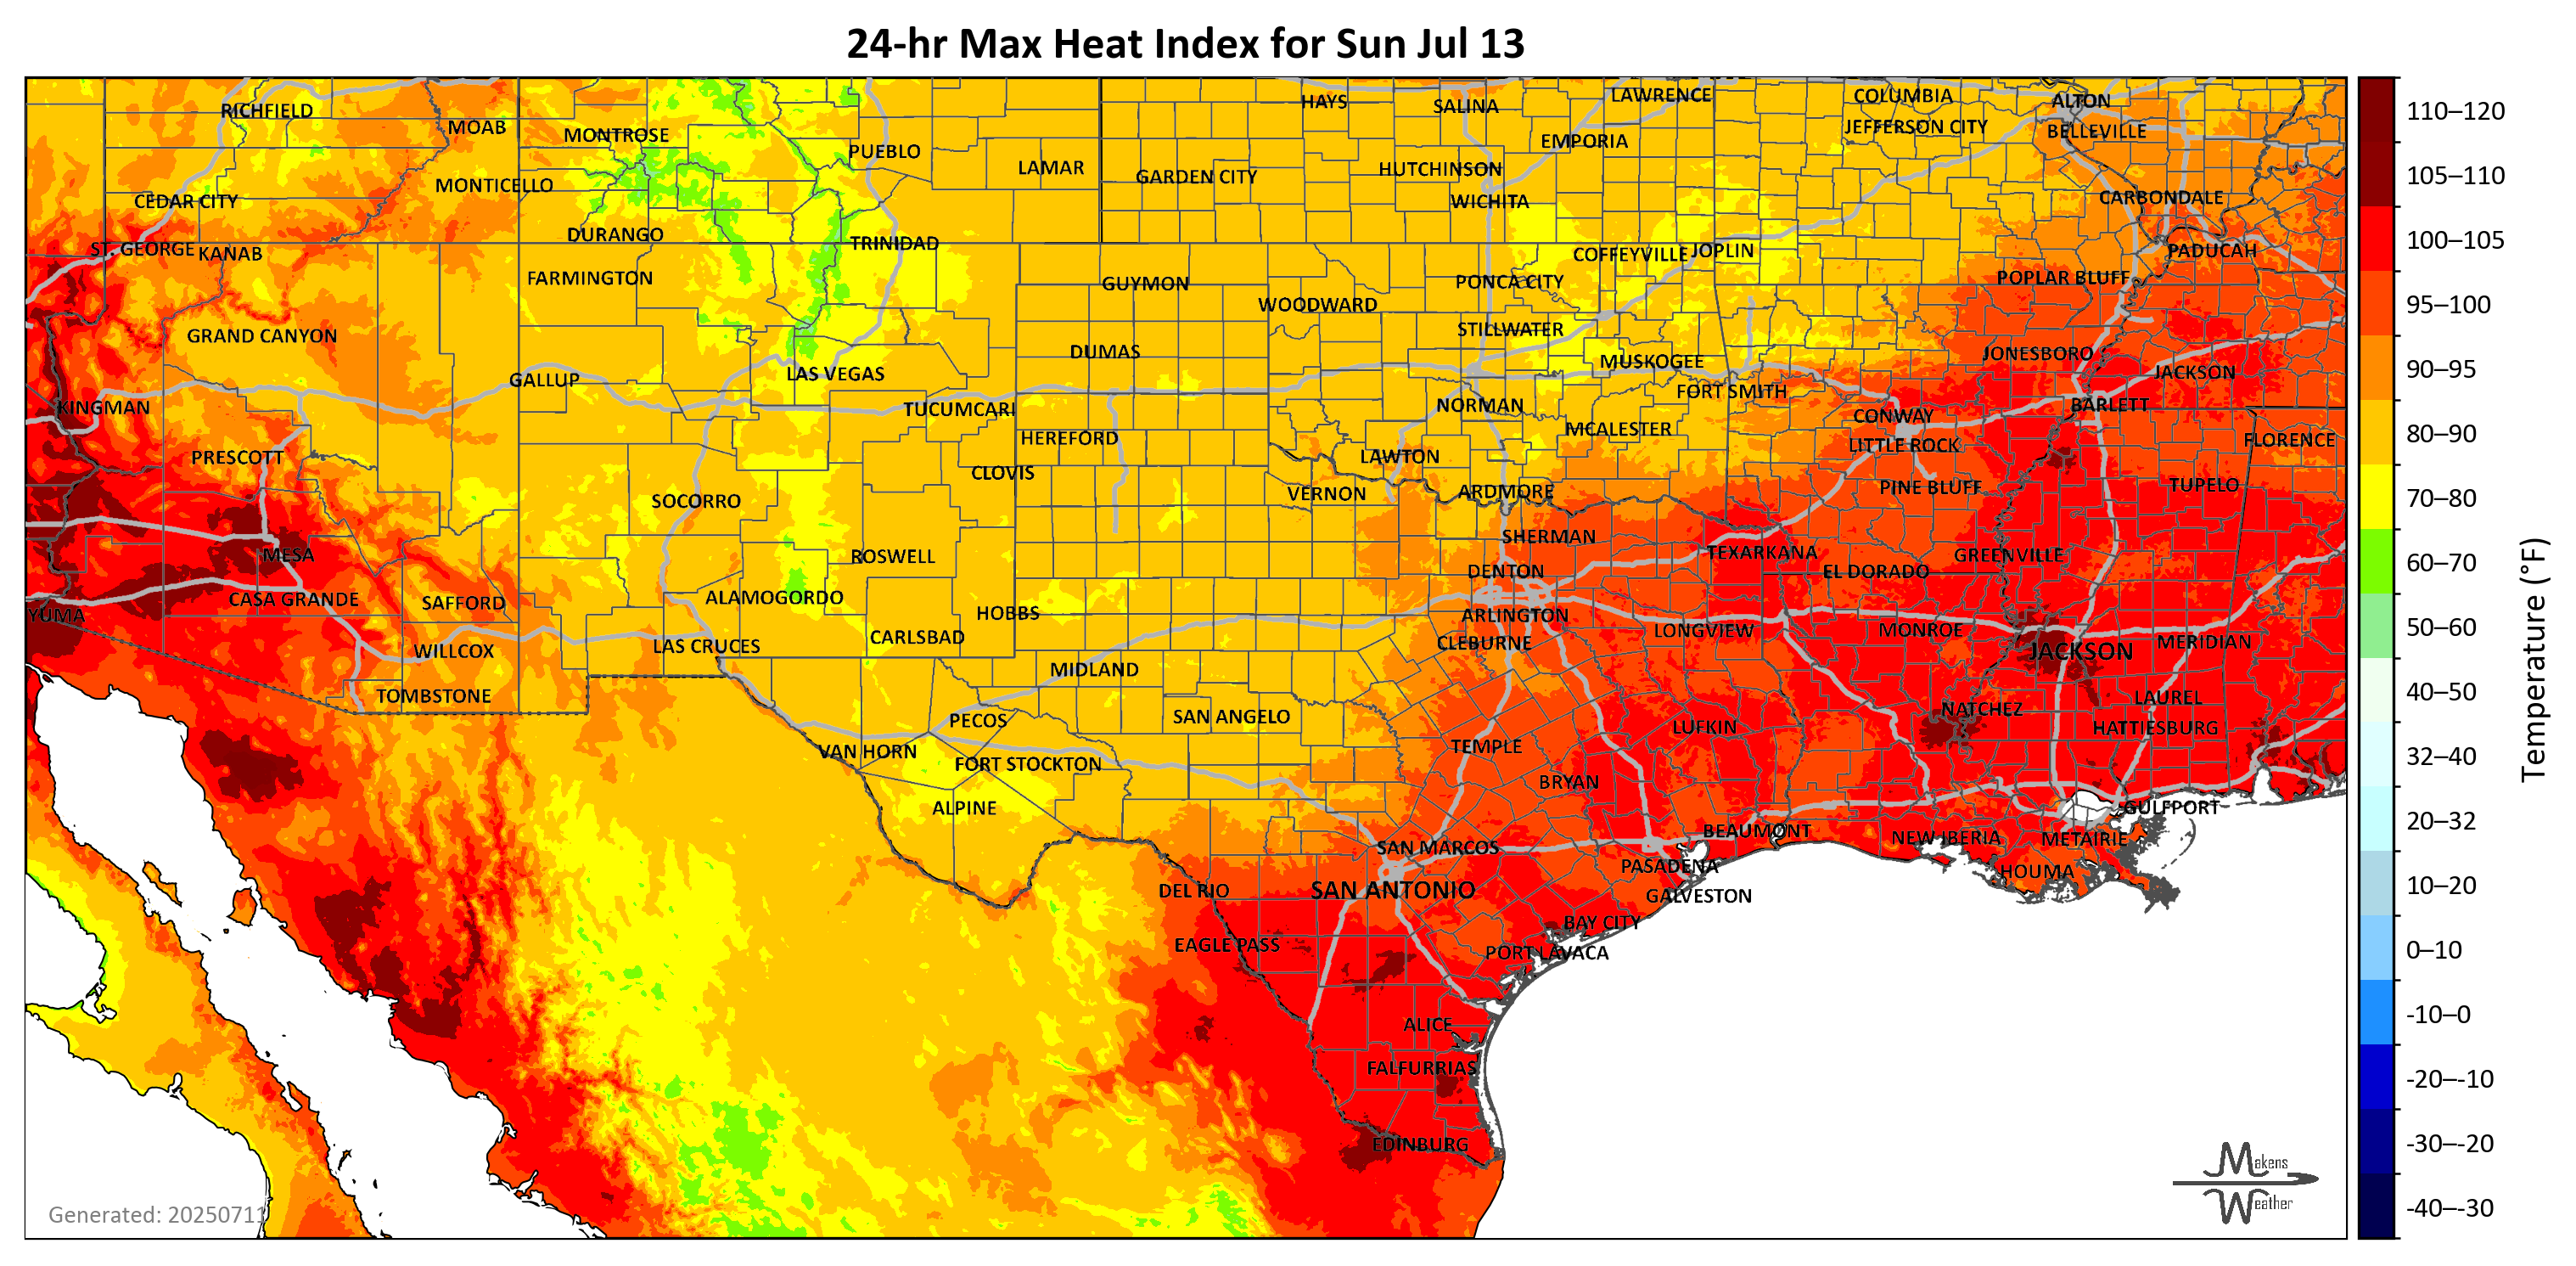 24-hr Max Heat Index for Sun Jul 13
RICHFIELD
MOAB
MONTROSE
PUEBLO
LAMAR
HAYS
SALINA
LAWRENCE
COLUMBIA
ALTON
JEFFERSON CITY
BELLEVILLE
EMPORIA
HUTCHINSON
GARDEN CITY
WICHITA
MONTICELLO
CEDAR CITY
CARBONDALE
DURANGO
TRINIDAD
ST. GEORGE
KANAB
COFFEYVILLE
JOPLIN
PADUCAH
FARMINGTON
GUYMON
PONCA CITY
POPLAR BLUFF
WOODWARD
STILLWATER
GRAND CANYON
DUMAS
MUSKOGEE
JONESBORO
JACKSON
GALLUP
LAS VEGAS
FORT SMITH
KINGMAN
TUCUMCARI
NORMAN
CONWAY
BARLETT
MCALESTER
HEREFORD
LITTLE ROCK
FLORENCE
PRESCOTT
LAWTON
CLOVIS
PINE BLUFF
TUPELO
SOCORRO
VERNON
ARDMORE
SHERMAN
MESA
ROSWELL
TEXARKANA
GREENVILLE
DENTON
EL DORADO
CASA GRANDE
SAFFORD
ALAMOGORDO
HOBBS
ARLINGTON
YUMA
LAS CRUCES
CARLSBAD
CLEBURNE
LONGVIEW
MONROE
JACKSON
MERIDIAN
WILLCOX
MIDLAND
TOMBSTONE
LAUREL
NATCHEZ
PECOS
SAN ANGELO
LUFKIN
HATTIESBURG
TEMPLE
VAN HORN
FORT STOCKTON
BRYAN
ALPINE
GULFPORT
BEAUMONT
NEW IBERIA
METAIRIE
SAN MARCOS
PASADENA
HOUMA
DEL RIO
SAN ANTONIO
GALVESTON
BAY CITY
EAGLE PASS
PORT LAVACA
ALICE
FALFURRIAS
EDINBURG
Generated: 20250711
Makens
Weather
110–120
105–110
100–105
95–100
90–95
80–90
70–80
60–70
50–60
40–50
32–40
20–32
10–20
0–10
-10–0
-20–-10
-30–-20
-40–-30
Temperature (°F)